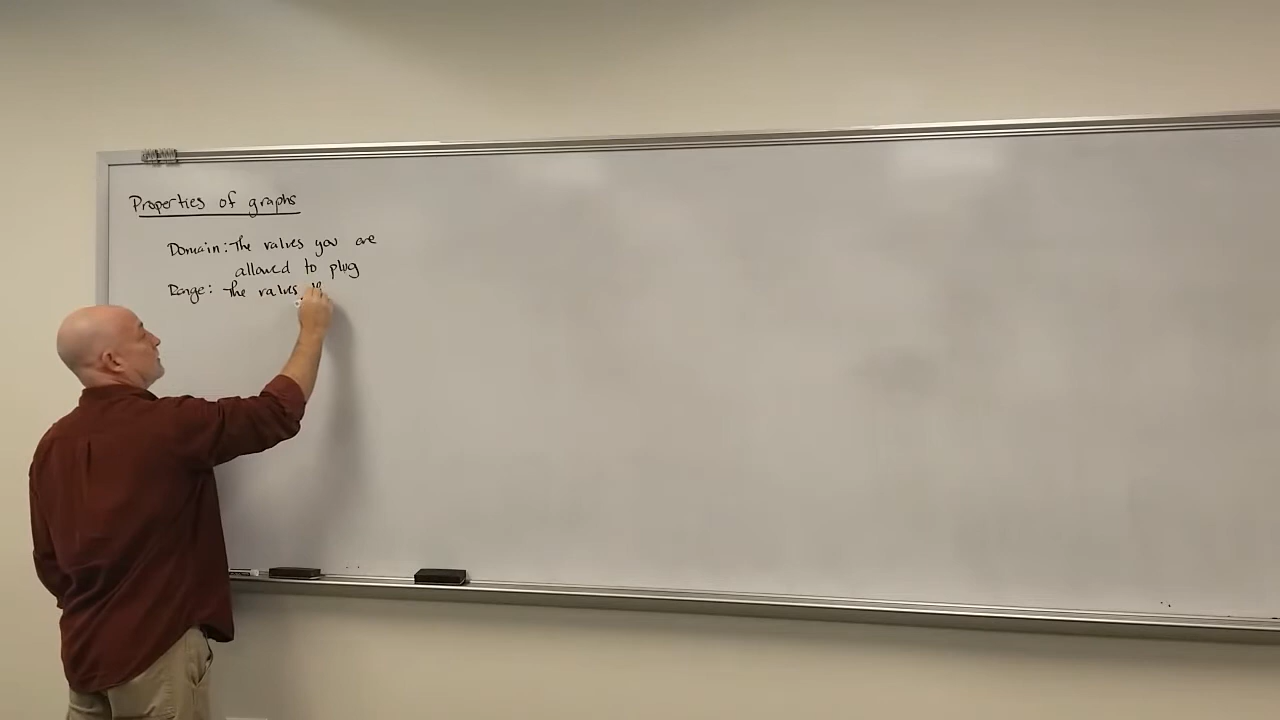 Properties of graphs
Domain: The values you are
allowed to plug
Range: The values